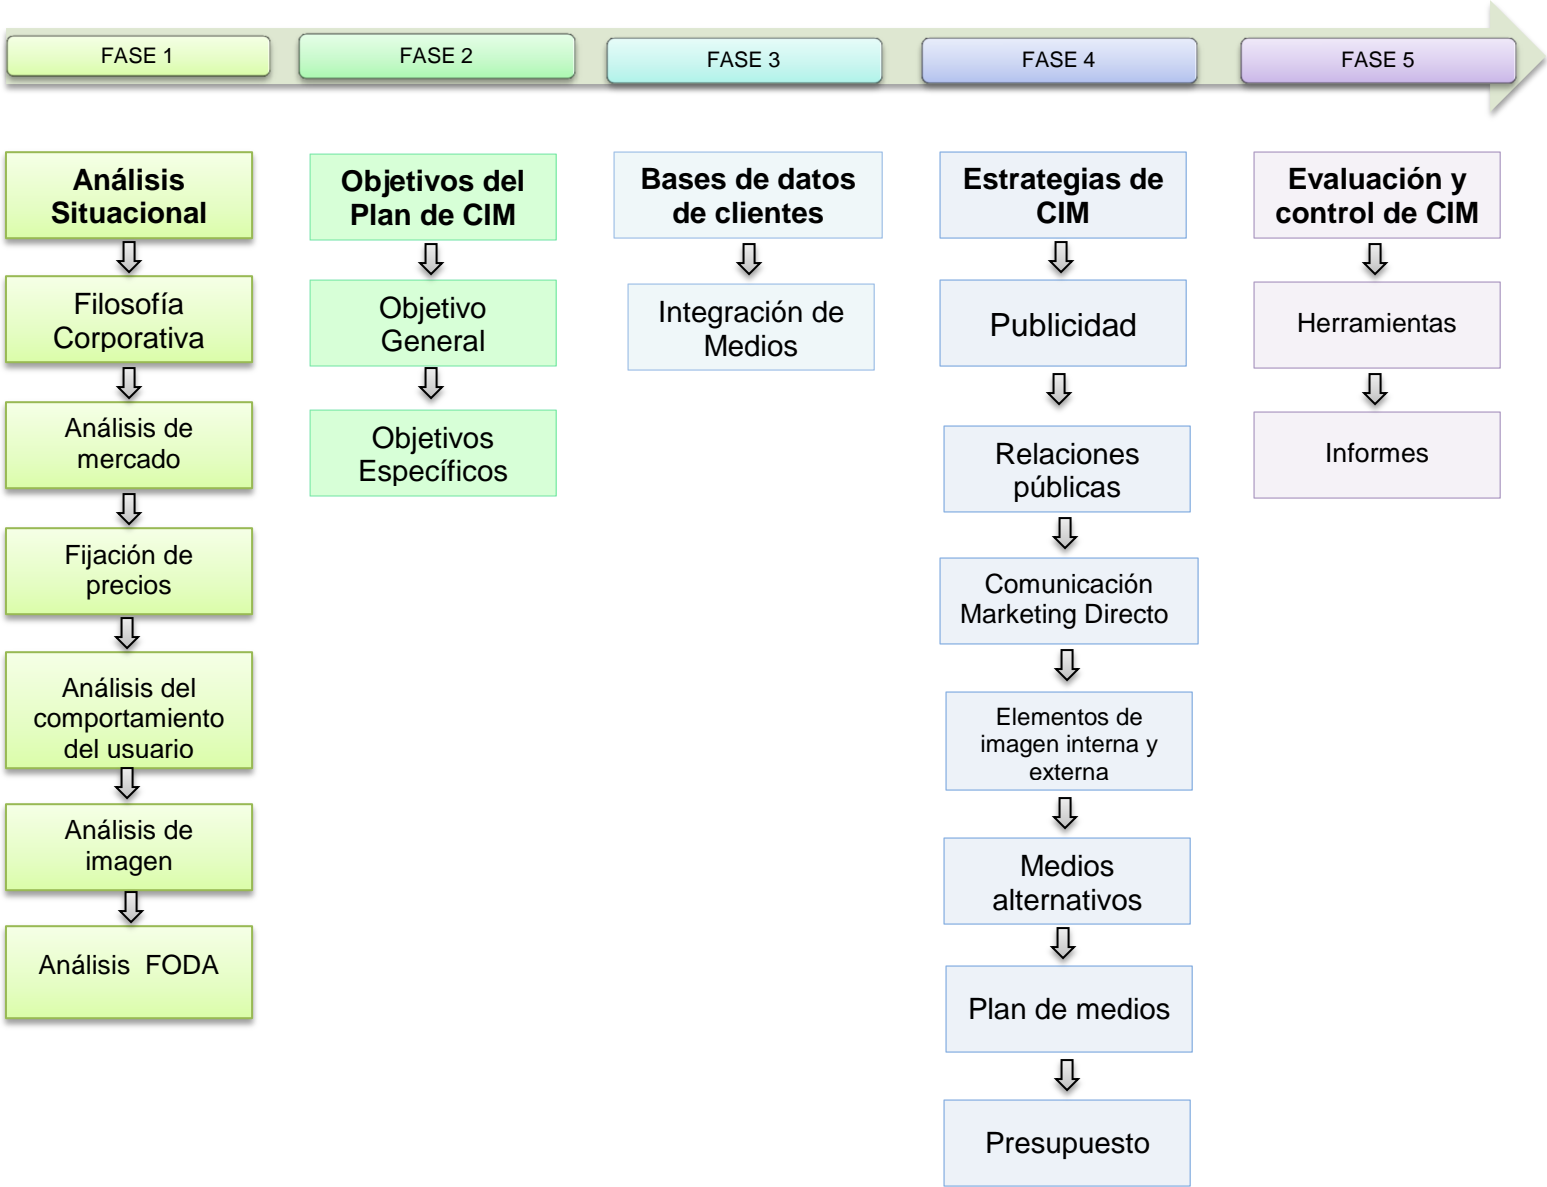 FASE 1
FASE 2
FASE 3
FASE 4
FASE 5
Análisis
Situacional
Filosofía
Corporativa
Análisis de
mercado
Fijación de
precios
Análisis del
comportamiento
del usuario
Análisis de
imagen
Análisis  FODA
Objetivos del
Plan de CIM
Objetivo
General
Objetivos
Específicos
Bases de datos
de clientes
Integración de
Medios
Estrategias de
CIM
Publicidad
Relaciones
públicas
Comunicación
Marketing Directo
Elementos de
imagen interna y
externa
Medios
alternativos
Plan de medios
Presupuesto
Evaluación y
control de CIM
Herramientas
Informes